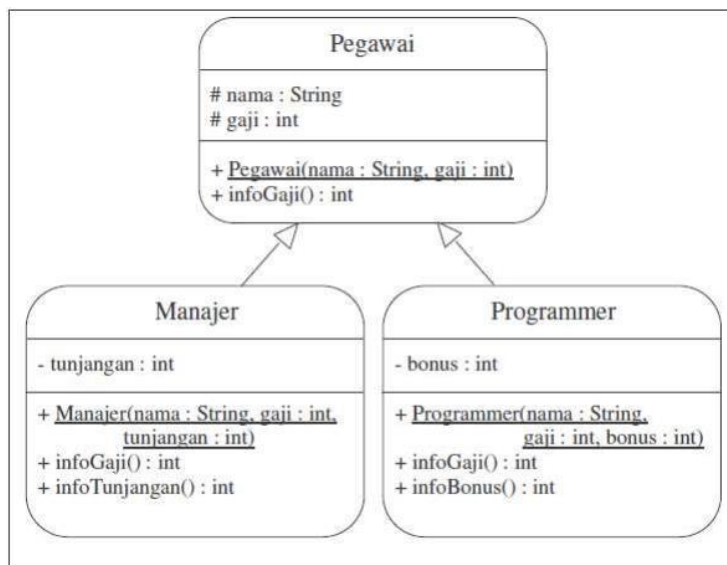 Pegawai
# nama : String
# gaji : int
+ Pegawai(nama : String, gaji : int)
+ infoGaji() : int
Manajer
- tunjangan : int
+ Manajer(nama : String, gaji : int,
tunjangan : int)
+ infoGaji() : int
+ infoTunjangan() : int
Programmer
- bonus : int
+ Programmer(nama : String,
gaji : int, bonus : int)
+ infoGaji() : int
+ infoBonus() : int